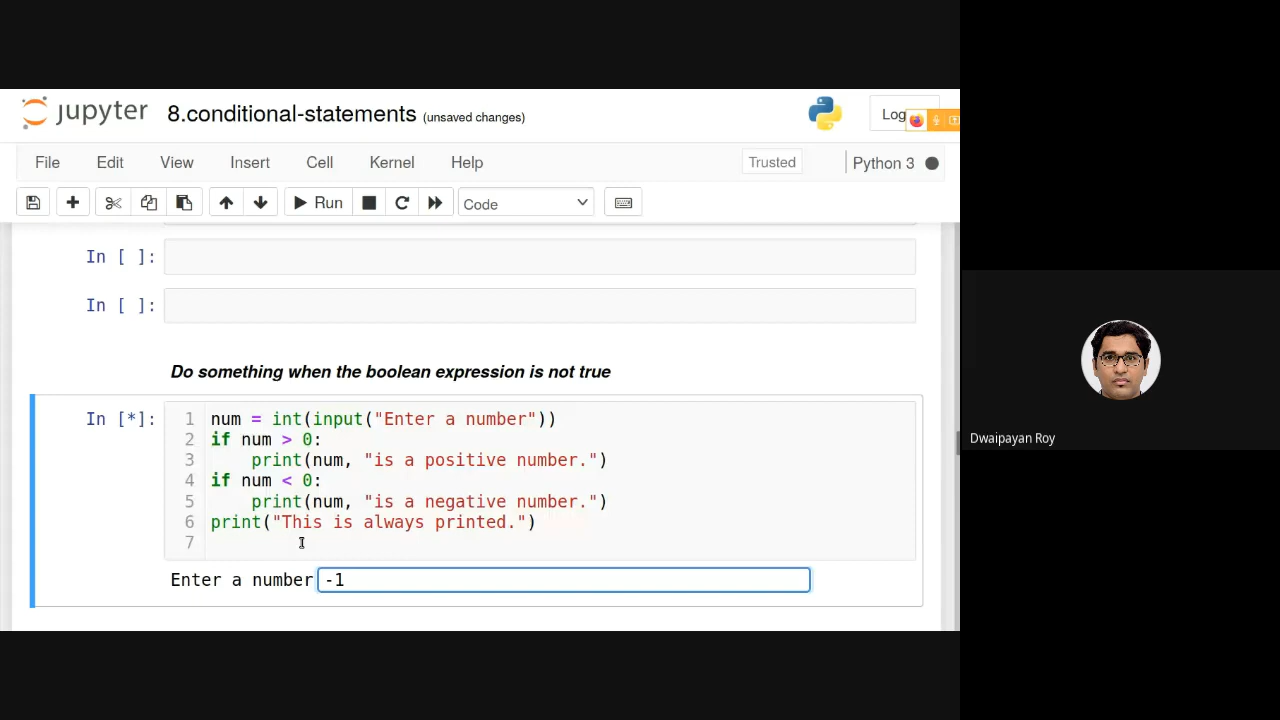 jupyter 8.conditional-statements (unsaved changes)
Log
File Edit View Insert Cell Kernel Help Trusted Python 3
Run Code
In [ ]:
In [ ]:
Do something when the boolean expression is not true
In [*]: 1 num = int(input("Enter a number"))
2 if num > 0:
3     print(num, "is a positive number.")
4 if num < 0:
5     print(num, "is a negative number.")
6 print("This is always printed.")
7
Enter a number -1
Dwaipayan Roy